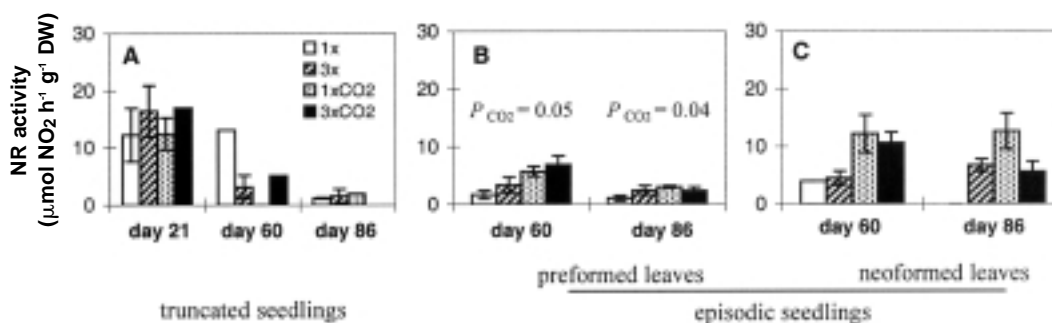 NR activity
(μmol NO2 h-1 g-1 DW)
30
20
10
0
A
1x
3x
1xCO2
3xCO2
day 21 day 60 day 86
truncated seedlings
30
20
10
0
B
P CO2 = 0.05 P CO2 = 0.04
day 60 day 86
preformed leaves
30
20
10
0
C
day 60 day 86
neoformed leaves
episodic seedlings